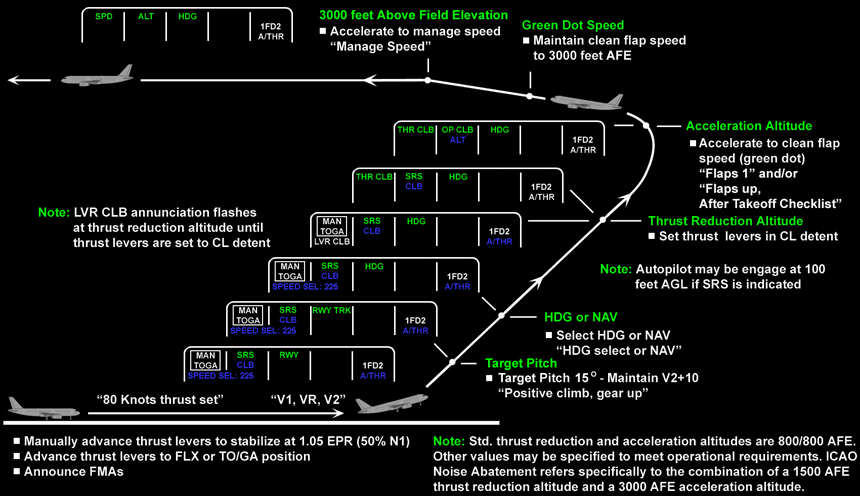 SPD ALT HDG 1FD2
A/THR
3000 feet Above Field Elevation
■ Accelerate to manage speed
“Manage Speed”
Green Dot Speed
■ Maintain clean flap speed
to 3000 feet AFE
THR CLB OP CLB HDG 1FD2
ALT A/THR
Acceleration Altitude
■ Accelerate to clean flap
speed (green dot)
“Flaps 1” and/or
“Flaps up,
After Takeoff Checklist”
THR CLB SRS HDG 1FD2
CLB A/THR
Note: LVR CLB annunciation flashes
at thrust reduction altitude until
thrust levers are set to CL detent
MAN SRS HDG 1FD2
TOGA CLB A/THR
LVR CLB
Thrust Reduction Altitude
■ Set thrust levers in CL detent
Note: Autopilot may be engage at 100
feet AGL if SRS is indicated
MAN SRS HDG 1FD2
TOGA CLB A/THR
SPEED SEL: 225
HDG or NAV
■ Select HDG or NAV
“HDG select or NAV”
MAN SRS RWY TRK 1FD2
TOGA CLB A/THR
SPEED SEL: 225
Target Pitch
■ Target Pitch 15° - Maintain V2+10
“Positive climb, gear up”
MAN SRS RWY 1FD2
TOGA CLB A/THR
SPEED SEL: 225
“80 Knots thrust set” “V1, VR, V2”
■ Manually advance thrust levers to stabilize at 1.05 EPR (50% N1)
■ Advance thrust levers to FLX or TO/GA position
■ Announce FMAs
Note: Std. thrust reduction and acceleration altitudes are 800/800 AFE.
Other values may be specified to meet operational requirements. ICAO
Noise Abatement refers specifically to the combination of a 1500 AFE
thrust reduction altitude and a 3000 AFE acceleration altitude.